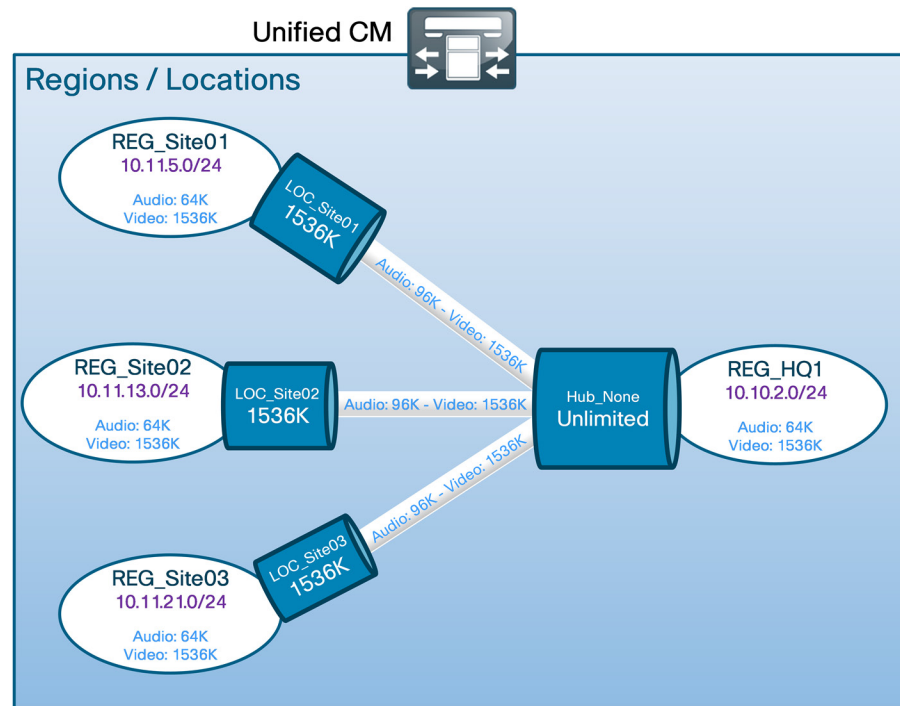 Unified CM
Regions / Locations
REG_Site01
10.11.5.0/24
Audio: 64K
Video: 1536K
LOC_Site01
1536K
Audio: 96K - Video: 1536K
REG_Site02
10.11.13.0/24
Audio: 64K
Video: 1536K
LOC_Site02
1536K
Audio: 96K - Video: 1536K
Hub_None
Unlimited
REG_HQ1
10.10.2.0/24
Audio: 64K
Video: 1536K
REG_Site03
10.11.21.0/24
Audio: 64K
Video: 1536K
LOC_Site03
1536K
Audio: 96K - Video: 1536K